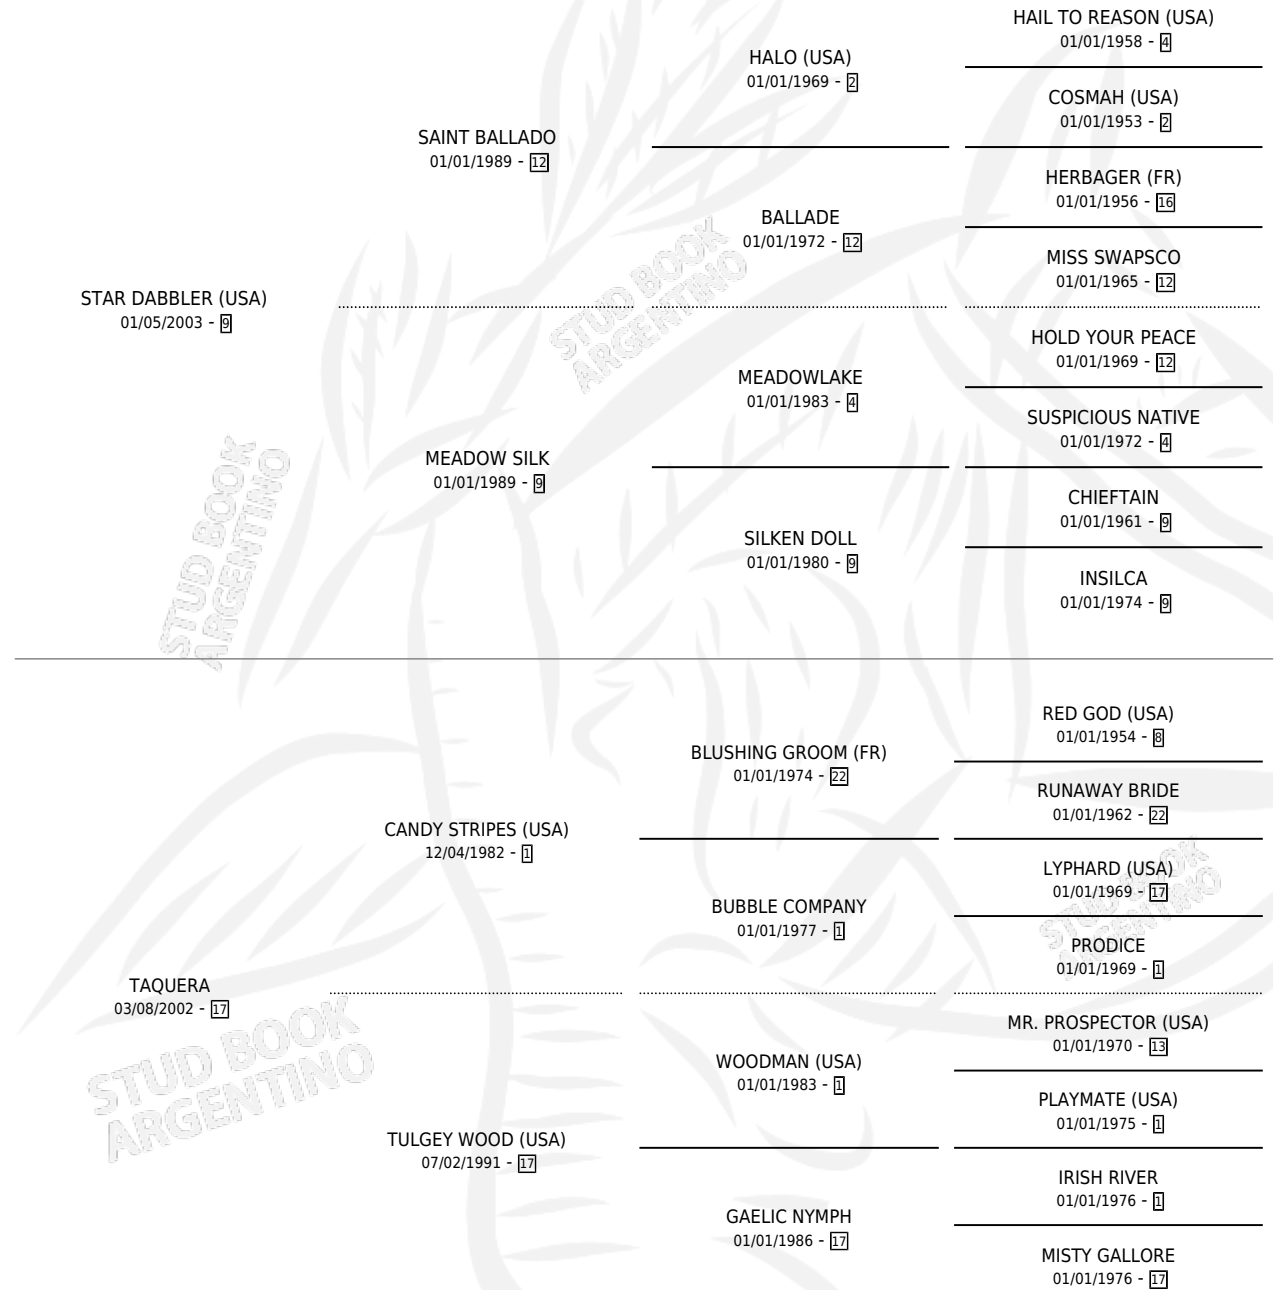 HAIL TO REASON (USA)
01/01/1958 - 4
HALO (USA)
01/01/1969 - 2
COSMAH (USA)
01/01/1953 - 2
SAINT BALLADO
01/01/1989 - 12
HERBAGER (FR)
01/01/1956 - 16
BALLADE
01/01/1972 - 12
MISS SWAPSCO
01/01/1965 - 12
STAR DABBLER (USA)
01/05/2003 - 9
HOLD YOUR PEACE
01/01/1969 - 12
MEADOWLAKE
01/01/1983 - 4
SUSPICIOUS NATIVE
01/01/1972 - 4
MEADOW SILK
01/01/1989 - 9
CHIEFTAIN
01/01/1961 - 9
SILKEN DOLL
01/01/1980 - 9
INSILCA
01/01/1974 - 9
RED GOD (USA)
01/01/1954 - 8
BLUSHING GROOM (FR)
01/01/1974 - 22
RUNAWAY BRIDE
01/01/1962 - 22
CANDY STRIPES (USA)
12/04/1982 - 1
LYPHARD (USA)
01/01/1969 - 17
BUBBLE COMPANY
01/01/1977 - 1
PRODICE
01/01/1969 - 1
TAQUERA
03/08/2002 - 17
MR. PROSPECTOR (USA)
01/01/1970 - 13
WOODMAN (USA)
01/01/1983 - 1
PLAYMATE (USA)
01/01/1975 - 1
TULGEY WOOD (USA)
07/02/1991 - 17
IRISH RIVER
01/01/1976 - 1
GAELIC NYMPH
01/01/1986 - 17
MISTY GALLORE
01/01/1976 - 17
STUD BOOK
ARGENTINO
STUD BOOK
ARGENTINO
STUD BOOK
ARGENTINO
STUD BOOK
ARGENTINO